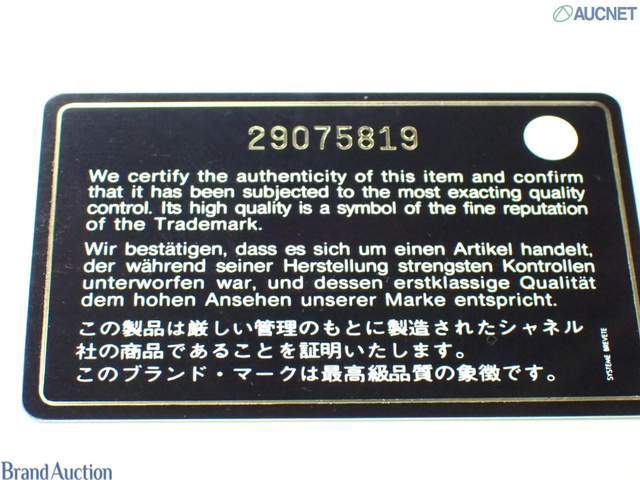 AUCNET
29075819
We certify the authenticity of this item and confirm
that it has been subjected to the most exacting quality
control. Its high quality is a symbol of the fine reputation
of the Trademark.
Wir bestätigen, dass es sich um einen Artikel handelt,
der während seiner Herstellung strengsten Kontrollen
unterworfen war, und dessen erstklassige Qualität
dem hohen Ansehen unserer Marke entspricht.
この製品は厳しい管理のもとに製造されたシャネル
社の商品であることを証明いたします。
このブランド・マークは最高級品質の象徴です。
SYSTEME BREVETE
Brand Auction